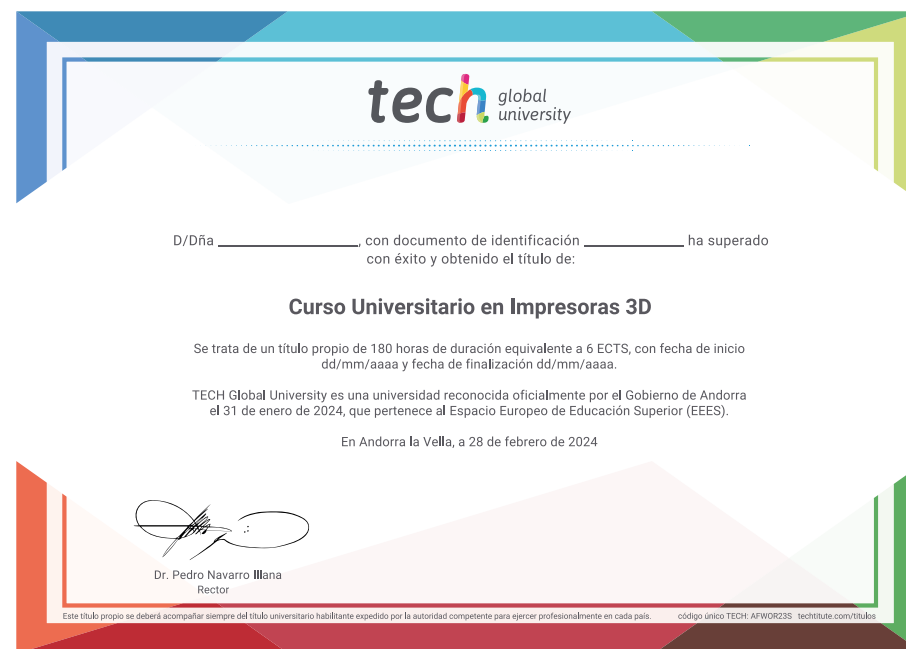 tech global university
D/Dña ____________________, con documento de identificación ______________ ha superado
con éxito y obtenido el título de:
Curso Universitario en Impresoras 3D
Se trata de un título propio de 180 horas de duración equivalente a 6 ECTS, con fecha de inicio
dd/mm/aaaa y fecha de finalización dd/mm/aaaa.
TECH Global University es una universidad reconocida oficialmente por el Gobierno de Andorra
el 31 de enero de 2024, que pertenece al Espacio Europeo de Educación Superior (EEES).
En Andorra la Vella, a 28 de febrero de 2024
Dr. Pedro Navarro Illana
Rector
Este título propio se deberá acompañar siempre del título universitario habilitante expedido por la autoridad competente para ejercer profesionalmente en cada país. código único TECH: AFWOR23S techtitute.com/titulos